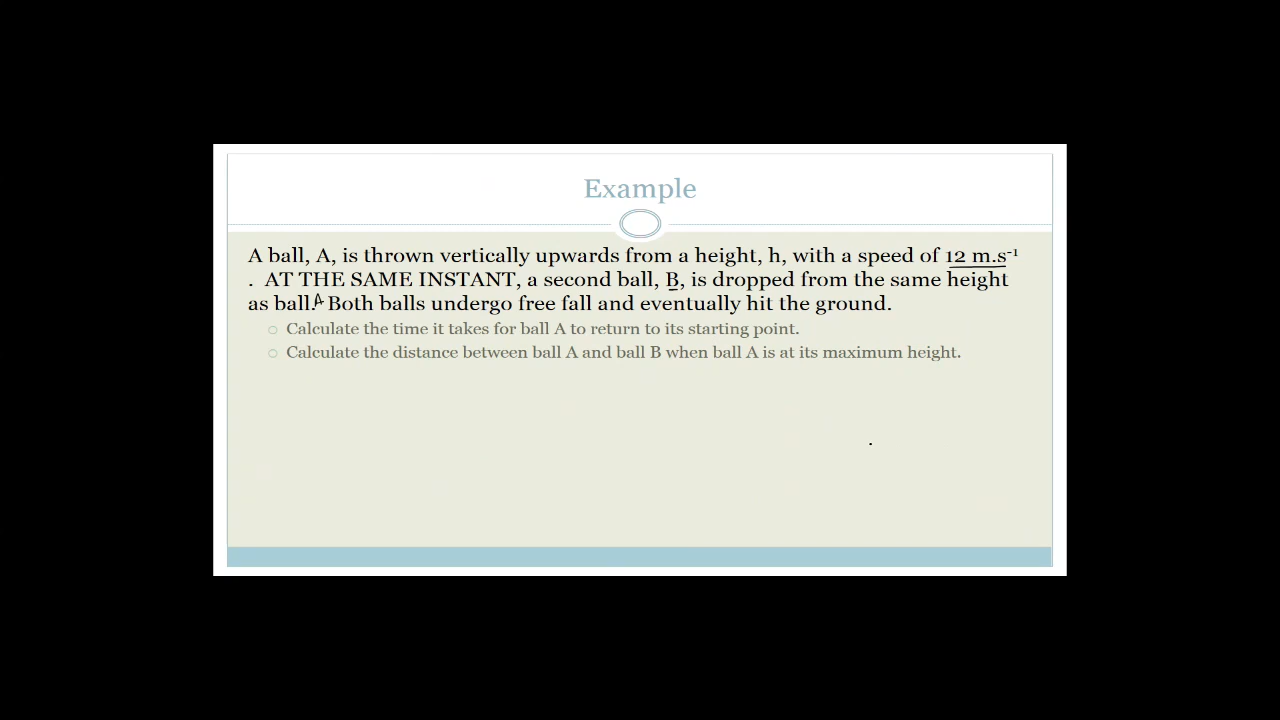 Example
A ball, A, is thrown vertically upwards from a height, h, with a speed of 12 m.s⁻¹
. AT THE SAME INSTANT, a second ball, B, is dropped from the same height
as ball.A Both balls undergo free fall and eventually hit the ground.
Calculate the time it takes for ball A to return to its starting point.
Calculate the distance between ball A and ball B when ball A is at its maximum height.